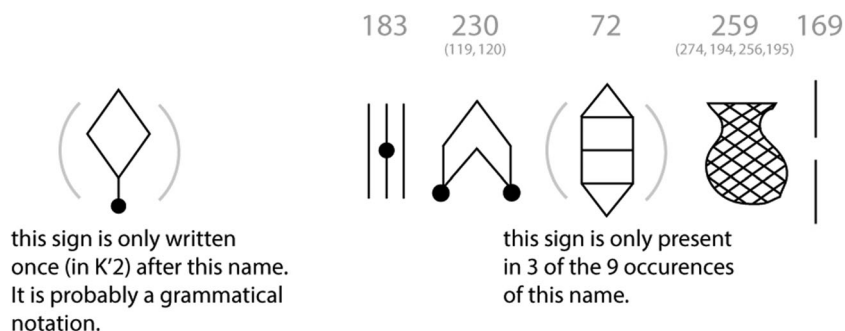 183 230 72 259 169
(119,120) (274,194,256,195)
this sign is only written
once (in K'2) after this name.
It is probably a grammatical
notation.
this sign is only present
in 3 of the 9 occurences
of this name.